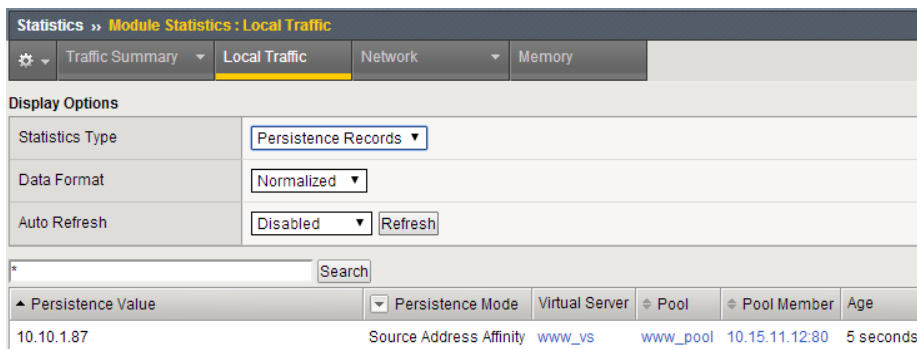 Statistics ›› Module Statistics : Local Traffic
Traffic Summary Local Traffic Network Memory
Display Options
Statistics Type Persistence Records
Data Format Normalized
Auto Refresh Disabled Refresh
* Search
Persistence Value Persistence Mode Virtual Server Pool Pool Member Age
10.10.1.87 Source Address Affinity www_vs www_pool 10.15.11.12:80 5 seconds